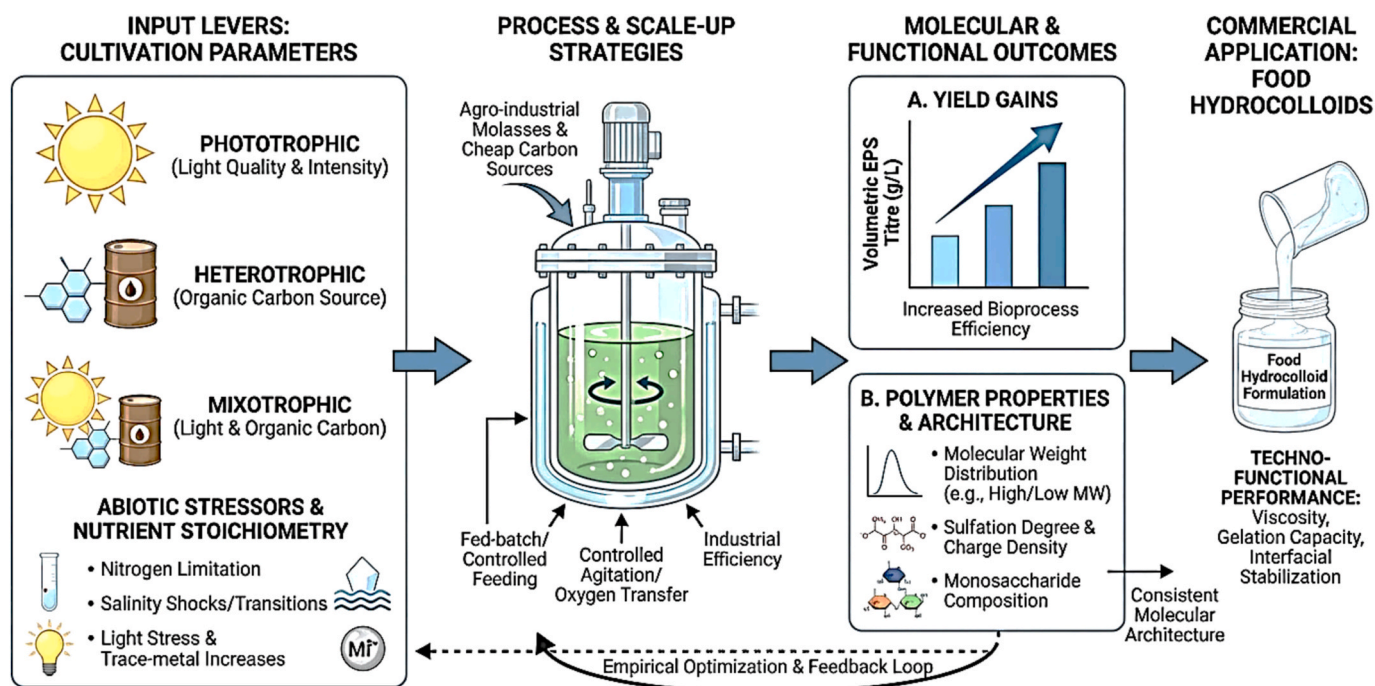 INPUT LEVERS:
CULTIVATION PARAMETERS
PHOTOTROPHIC
(Light Quality & Intensity)
HETEROTROPHIC
(Organic Carbon Source)
MIXOTROPHIC
(Light & Organic Carbon)
ABIOTIC STRESSORS &
NUTRIENT STOICHIOMETRY
• Nitrogen Limitation
• Salinity Shocks/Transitions
• Light Stress &
Trace-metal Increases
PROCESS & SCALE-UP
STRATEGIES
Agro-industrial
Molasses &
Cheap Carbon
Sources
Fed-batch/
Controlled
Feeding
Controlled
Agitation/
Oxygen Transfer
Industrial
Efficiency
MOLECULAR &
FUNCTIONAL OUTCOMES
A. YIELD GAINS
Volumetric EPS
Titre (g/L)
Increased Bioprocess
Efficiency
B. POLYMER PROPERTIES
& ARCHITECTURE
• Molecular Weight
Distribution
(e.g., High/Low MW)
• Sulfation Degree &
Charge Density
• Monosaccharide
Composition
Consistent
Molecular
Architecture
Empirical Optimization & Feedback Loop
COMMERCIAL
APPLICATION:
FOOD
HYDROCOLLOIDS
Food
Hydrocolloid
Formulation
TECHNO-
FUNCTIONAL
PERFORMANCE:
Viscosity,
Gelation Capacity,
Interfacial
Stabilization